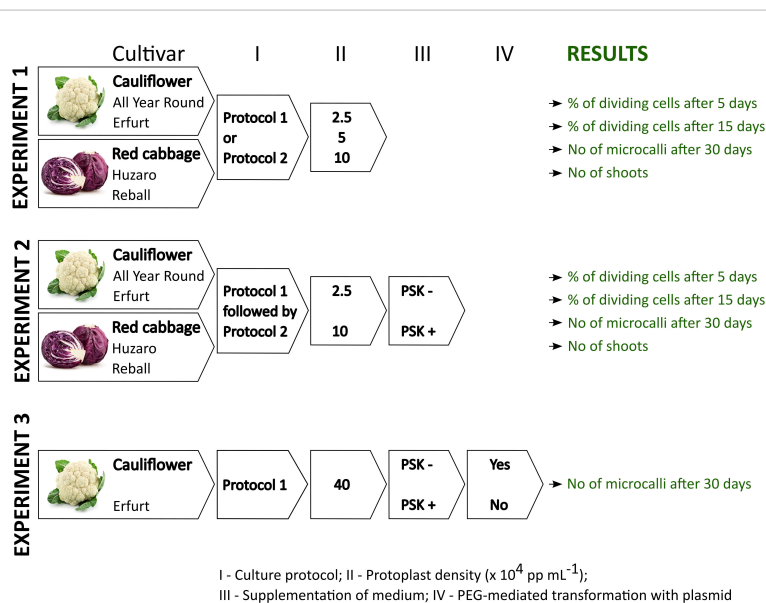 Cultivar I II III IV RESULTS
EXPERIMENT 1
Cauliflower
All Year Round
Erfurt
Red cabbage
Huzaro
Reball
Protocol 1
or
Protocol 2
2.5
5
10
% of dividing cells after 5 days
% of dividing cells after 15 days
No of microcalli after 30 days
No of shoots
EXPERIMENT 2
Cauliflower
All Year Round
Erfurt
Red cabbage
Huzaro
Reball
Protocol 1
followed by
Protocol 2
2.5
10
PSK -
PSK +
% of dividing cells after 5 days
% of dividing cells after 15 days
No of microcalli after 30 days
No of shoots
EXPERIMENT 3
Cauliflower
Erfurt
Protocol 1
40
PSK -
PSK +
Yes
No
No of microcalli after 30 days
I - Culture protocol; II - Protoplast density (x 10⁴ pp mL⁻¹);
III - Supplementation of medium; IV - PEG-mediated transformation with plasmid